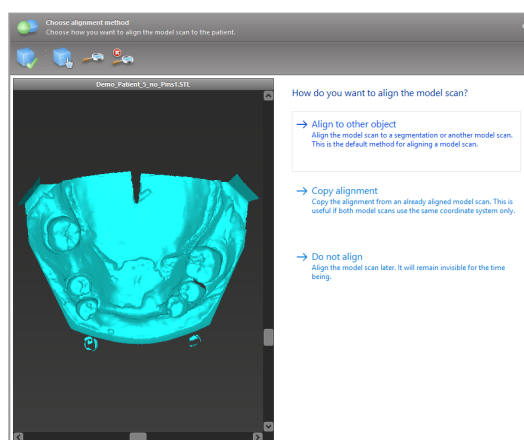 Choose alignment method
Choose how you want to align the model scan to the patient.
Demo_Patient_5_no_Pins1.STL
How do you want to align the model scan?
Align to other object
Align the model scan to a segmentation or another model scan.
This is the default method for aligning a model scan.
Copy alignment
Copy the alignment from an already aligned model scan. This is
useful if both model scans use the same coordinate system only.
Do not align
Align the model scan later. It will remain invisible for the time
being.